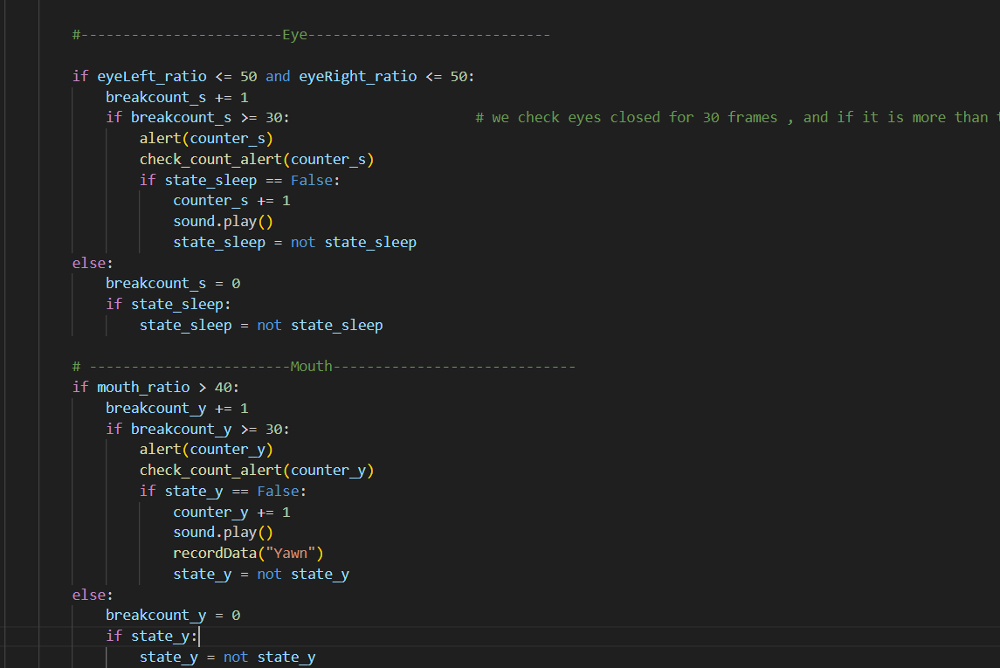 #------------------------Eye-----------------------------
if eyeLeft_ratio <= 50 and eyeRight_ratio <= 50:
    breakcount_s += 1
    if breakcount_s >= 30:                      # we check eyes closed for 30 frames , and if it is more than
        alert(counter_s)
        check_count_alert(counter_s)
        if state_sleep == False:
            counter_s += 1
            sound.play()
            state_sleep = not state_sleep
else:
    breakcount_s = 0
    if state_sleep:
        state_sleep = not state_sleep
# ------------------------Mouth-----------------------------
if mouth_ratio > 40:
    breakcount_y += 1
    if breakcount_y >= 30:
        alert(counter_y)
        check_count_alert(counter_y)
        if state_y == False:
            counter_y += 1
            sound.play()
            recordData("Yawn")
            state_y = not state_y
else:
    breakcount_y = 0
    if state_y:
        state_y = not state_y